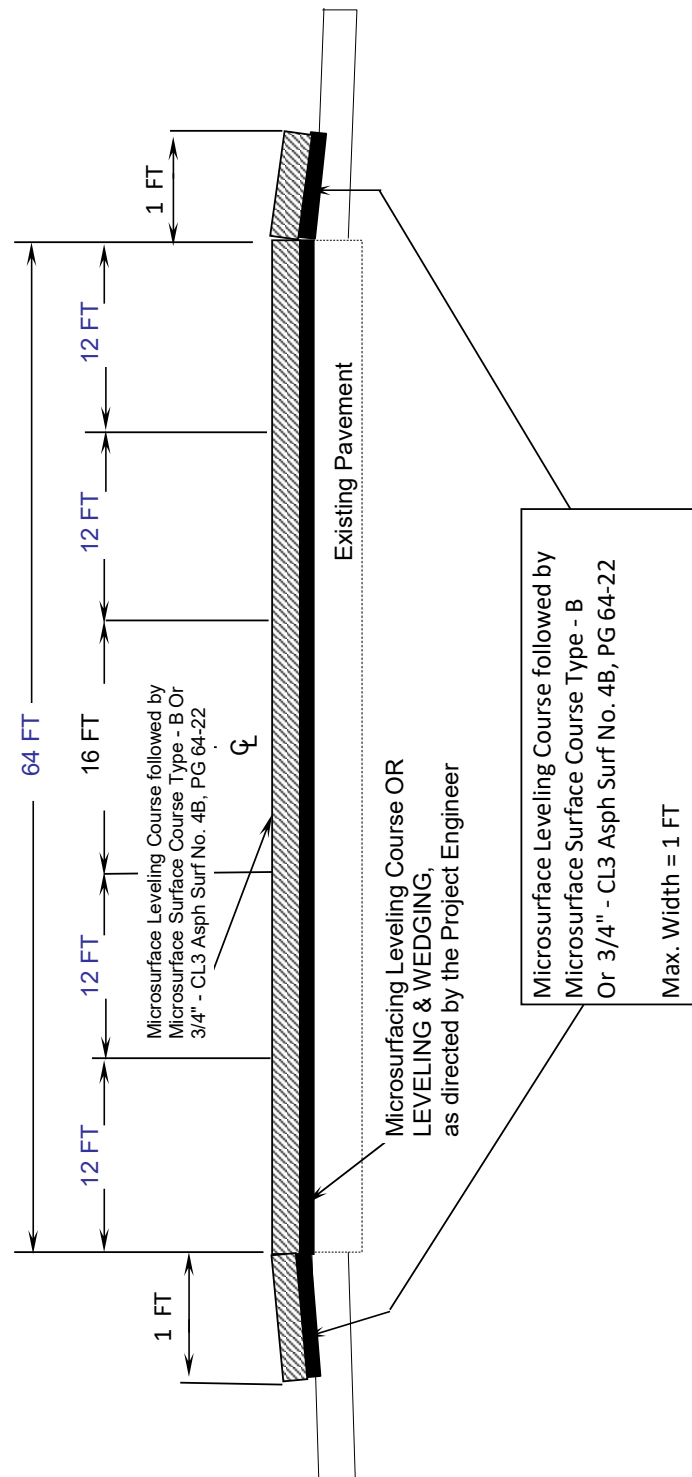 64 FT
12 FT
12 FT
16 FT
12 FT
12 FT
1 FT
1 FT
Microsurface Leveling Course followed by
Microsurface Surface Course Type - B Or
3/4" - CL3 Asph Surf No. 4B, PG 64-22
CL
Existing Pavement
Microsurfacing Leveling Course OR
LEVELING & WEDGING,
as directed by the Project Engineer
Microsurface Leveling Course followed by
Microsurface Surface Course Type - B
Or 3/4" - CL3 Asph Surf No. 4B, PG 64-22
Max. Width = 1 FT